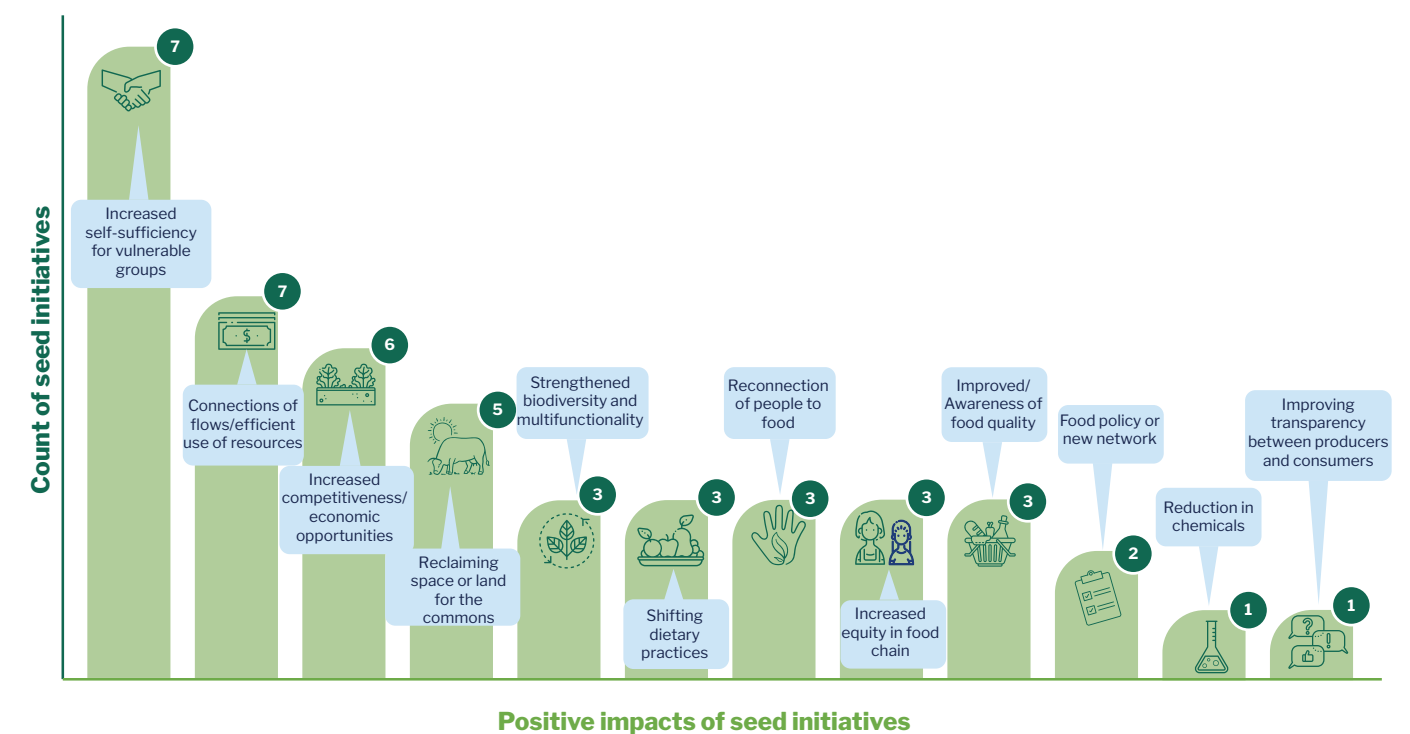 Count of seed initiatives
7
Increased
self-sufficiency
for vulnerable
groups
7
$
Connections of
flows/efficient
use of resources
6
Increased
competitiveness/
economic
opportunities
5
Reclaiming
space or land
for the
commons
Strengthened
biodiversity and
multifunctionality
3
3
Shifting
dietary
practices
Reconnection
of people to
food
3
3
Increased
equity in food
chain
Improved/
Awareness of
food quality
3
Food policy or
new network
2
Reduction in
chemicals
1
Improving
transparency
between producers
and consumers
1
?
!
Positive impacts of seed initiatives